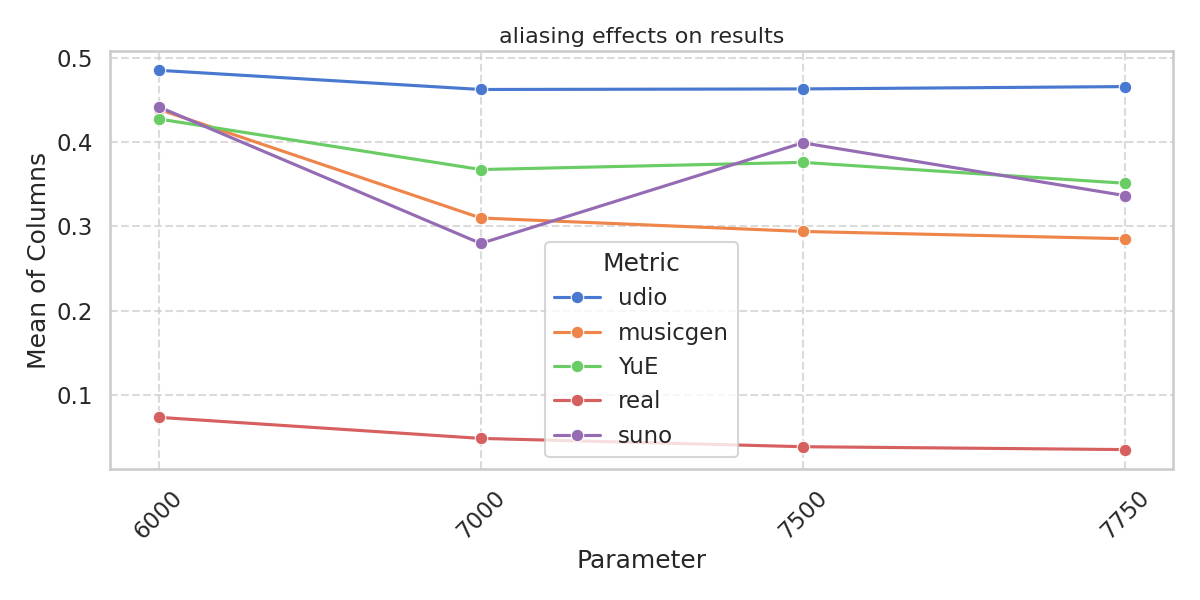 aliasing effects on results
Mean of Columns
0.5
0.4
0.3
0.2
0.1
Metric
udio
musicgen
YuE
real
suno
6000
7000
7500
7750
Parameter